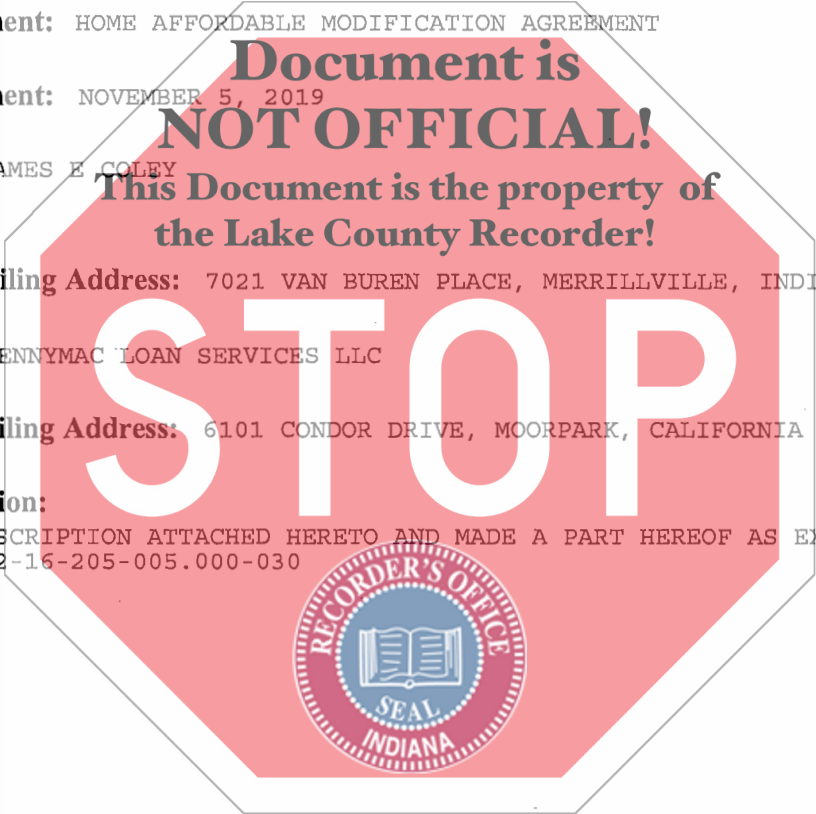 ent: HOME AFFORDABLE MODIFICATION AGREEMENT
Document is
ent: NOVEMBER 5, 2019
NOT OFFICIAL!
AMES E COLEY
This Document is the property of
the Lake County Recorder!
iling Address: 7021 VAN BUREN PLACE, MERRILLVILLE, INDI
STOP
ENNYMAC LOAN SERVICES LLC
iling Address: 6101 CONDOR DRIVE, MOORPARK, CALIFORNIA
ion:
SCRIPTION ATTACHED HERETO AND MADE A PART HEREOF AS EX
2-16-205-005.000-030
RECORDER'S OFFICE
SEAL
INDIANA